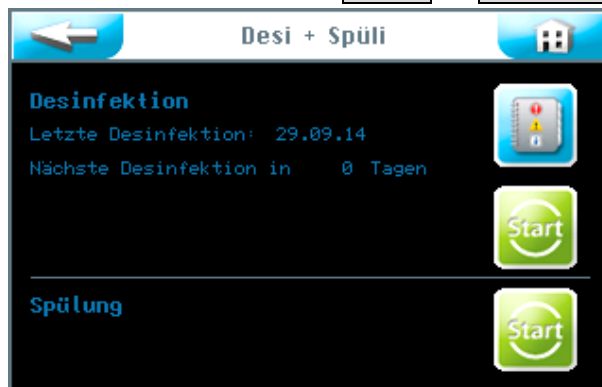 Desi + Spüli
Desinfektion
Letzte Desinfektion: 29.09.14
Nächste Desinfektion in 0 Tagen
Start
Spülung
Start